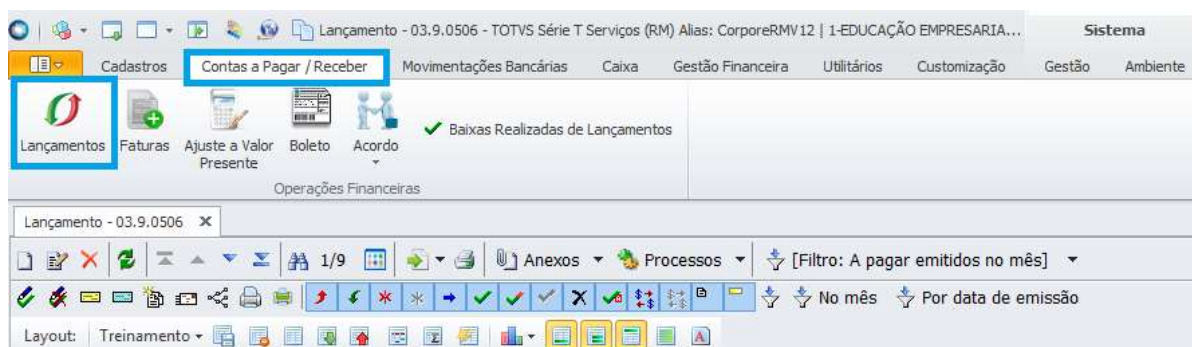 Lançamento - 03.9.0506 - TOTVS Série T Serviços (RM) Alias: CorporeRMV12 | 1-EDUCAÇÃO EMPRESARIA... Sistema
Cadastros Contas a Pagar / Receber Movimentações Bancárias Caixa Gestão Financeira Utilitários Customização Gestão Ambiente
Lançamentos Faturas Ajuste a Valor Presente Boleto Acordo Baixas Realizadas de Lançamentos
Operações Financeiras
Lançamento - 03.9.0506 X
1/9 Anexos Processos [Filtro: A pagar emitidos no mês]
No mês Por data de emissão
Layout: Treinamento